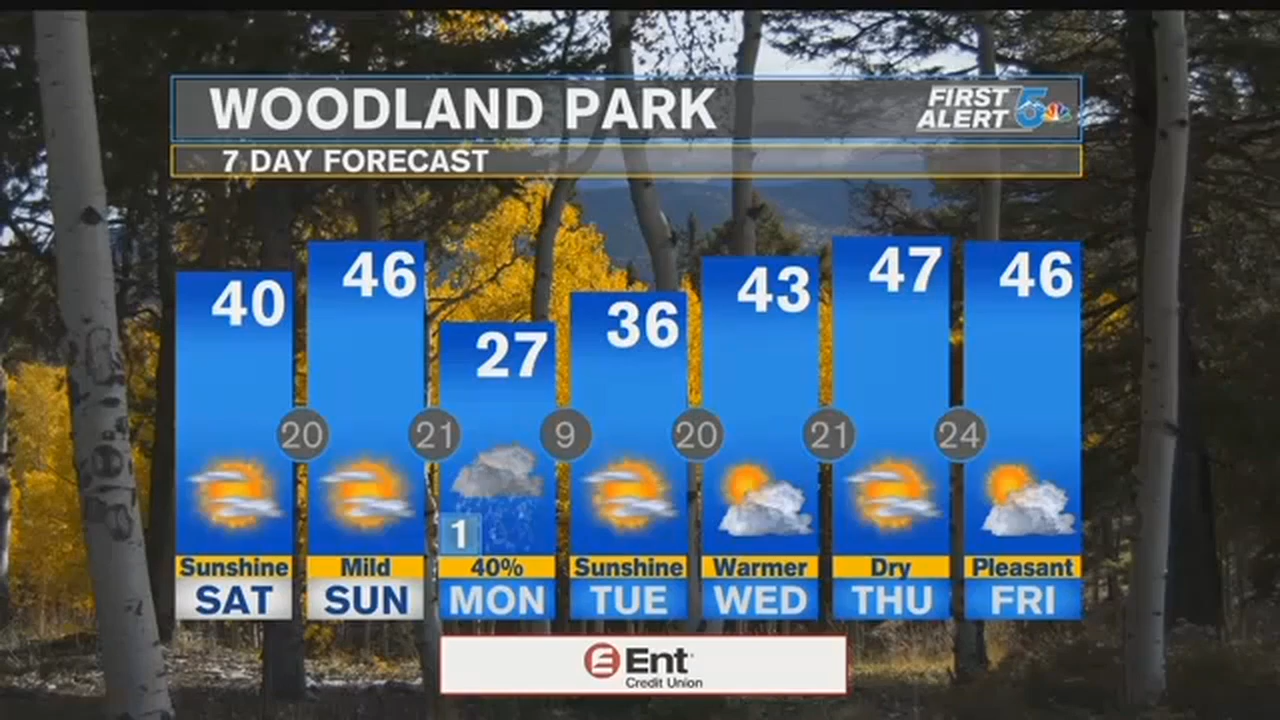 WOODLAND PARK
FIRST
ALERT 5
7 DAY FORECAST
40 46 27 36 43 47 46
20 21 9 20 21 24
1
Sunshine Mild 40% Sunshine Warmer Dry Pleasant
SAT SUN MON TUE WED THU FRI
Ent
Credit Union